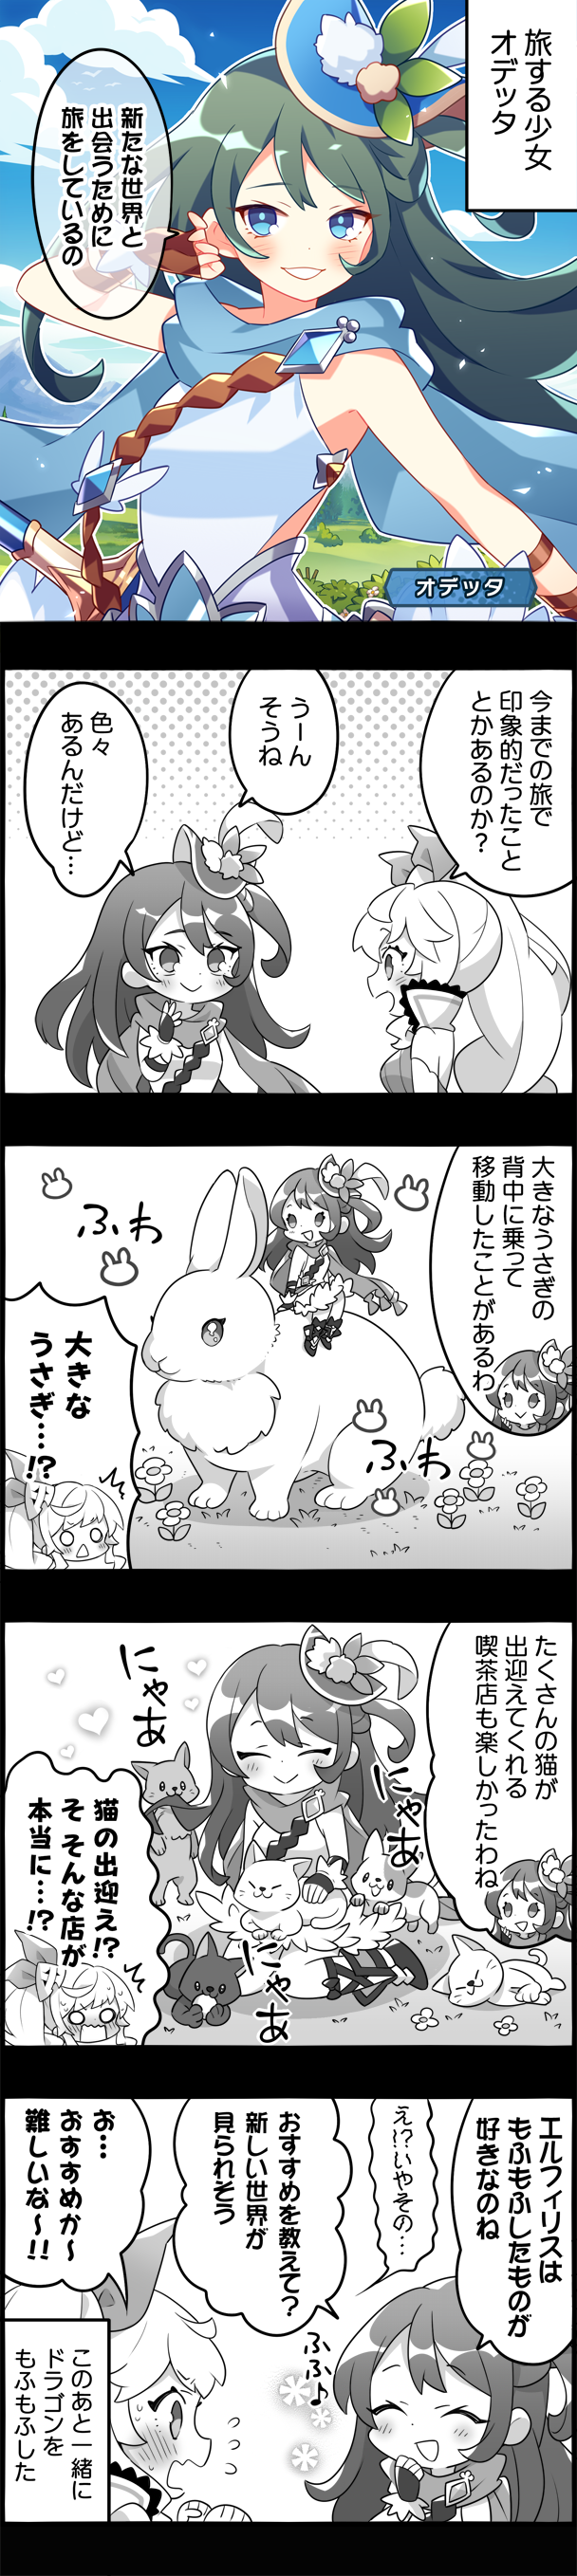 旅する少女
オデッタ
新たな世界と
出会うために
旅をしているの
オデッタ
今までの旅で
印象的だったこと
とかあるのか?
うーん
そうね
色々
あるんだけど…
大きなうさぎの
背中に乗って
移動したことがあるわ
ふわ
ふわ
大きな
うさぎ…!?
たくさんの猫が
出迎えてくれる
喫茶店も楽しかったわね
にゃあ
にゃあ
にゃあ
猫の出迎え!?
そ そんな店が
本当に…!?
エルフィリスは
もふもふしたものが
好きなのね
え!?いやその…
おすすめを教えて?
新しい世界が
見られそう
ふふ♪
お…
おすすめか〜
難しいな〜!!
このあと一緒に
ドラゴンを
もふもふした